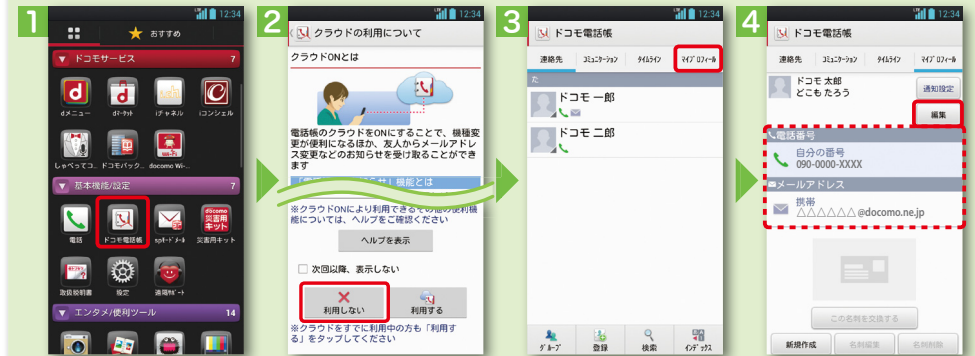 1
12:34
おすすめ
ドコモサービス 7
dメニュー
dマーケット
iチャネル
iコンシェル
しゃべってコ..
ドコモバック..
docomo Wi-..
基本機能/設定 7
電話
ドコモ電話帳
spモードメール
災害用キット
取扱説明書
設定
遠隔サポート
エンタメ/便利ツール 14
2
12:34
クラウドの利用について
クラウドONとは
電話帳のクラウドをONにすることで、機種変
更が便利になるほか、友人からメールアドレ
ス変更などのお知らせを受け取ることができ
ます
機能とは
※クラウドONにより利用できるその他の便利機
能については、ヘルプをご確認ください
ヘルプを表示
次回以降、表示しない
利用しない
利用する
※クラウドをすでに利用中の方も「利用す
る」をタップしてください
3
12:34
ドコモ電話帳
連絡先
コミュニケーション
タイムライン
マイプロフィール
た
ドコモ 一郎
ドコモ 二郎
グループ
登録
検索
インデックス
4
12:34
ドコモ電話帳
連絡先
コミュニケーション
タイムライン
マイプロフィール
ドコモ 太郎
どこも たろう
通知設定
編集
電話番号
自分の番号
090-0000-XXXX
メールアドレス
携帯
△△△△△△@docomo.ne.jp
この名刺を交換する
新規作成
名刺編集
名刺削除